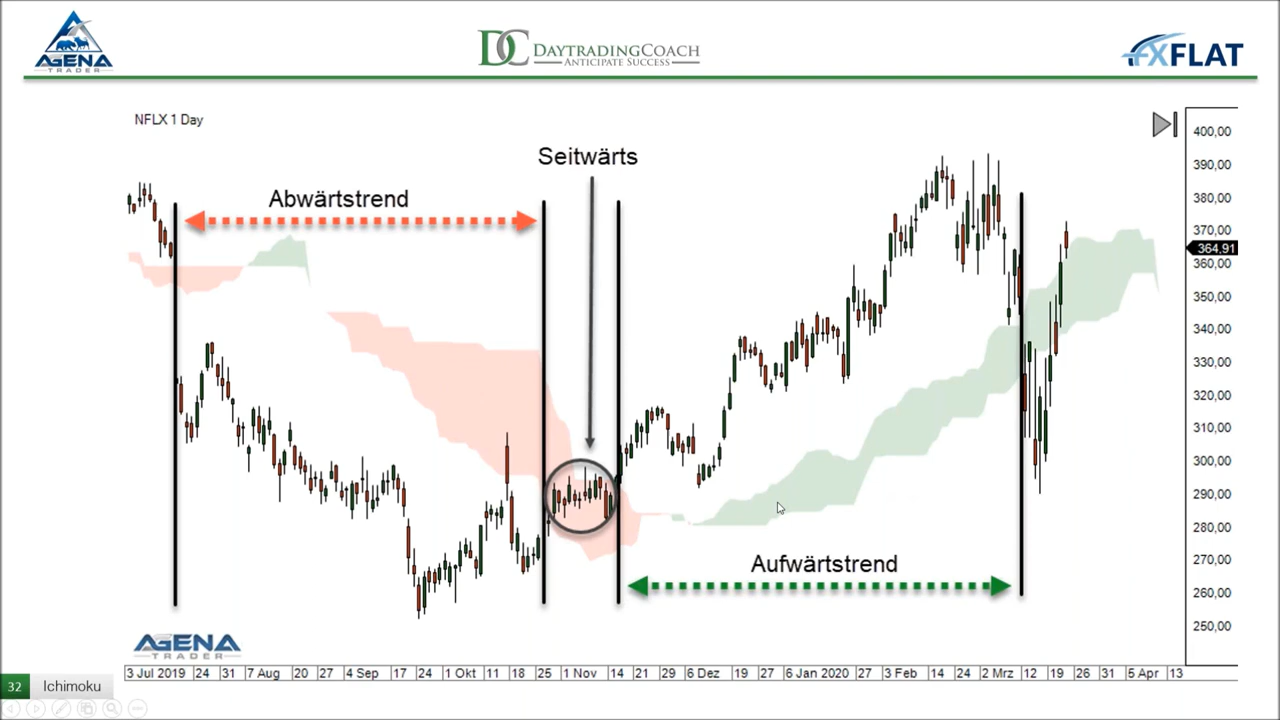 AGENA
TRADER
DC DAYTRADINGCOACH
ANTICIPATE SUCCESS
FXFLAT
NFLX 1 Day
Seitwärts
Abwärtstrend
Aufwärtstrend
400,00
390,00
380,00
370,00
364,91
360,00
350,00
340,00
330,00
320,00
310,00
300,00
290,00
280,00
270,00
260,00
250,00
AGENA
TRADER
3 Jul 2019 24 31 7 Aug 20 27 4 Sep 17 24 1 Okt 11 18 25 1 Nov 14 21 29 6 Dez 19 27 6 Jan 2020 27 3 Feb 24 2 Mrz 12 19 26 31 5 Apr 13
32 Ichimoku